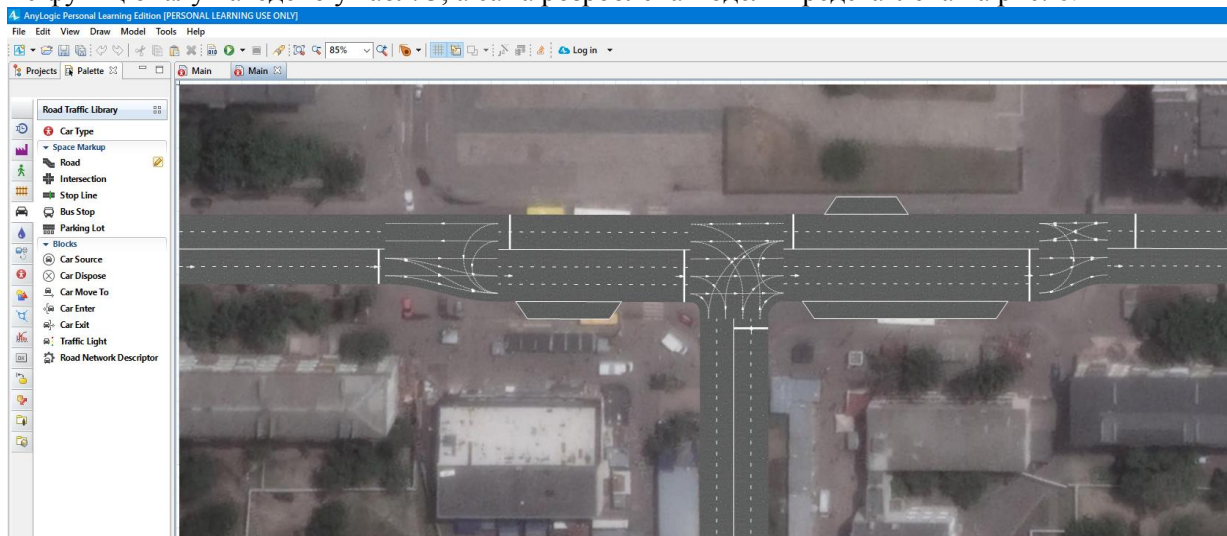 AnyLogic Personal Learning Edition [PERSONAL LEARNING USE ONLY]
File Edit View Draw Model Tools Help
85% Log in
Projects Palette Main Main
Road Traffic Library
Car Type
Space Markup
Road
Intersection
Stop Line
Bus Stop
Parking Lot
Blocks
Car Source
Car Dispose
Car Move To
Car Enter
Car Exit
Traffic Light
Road Network Descriptor